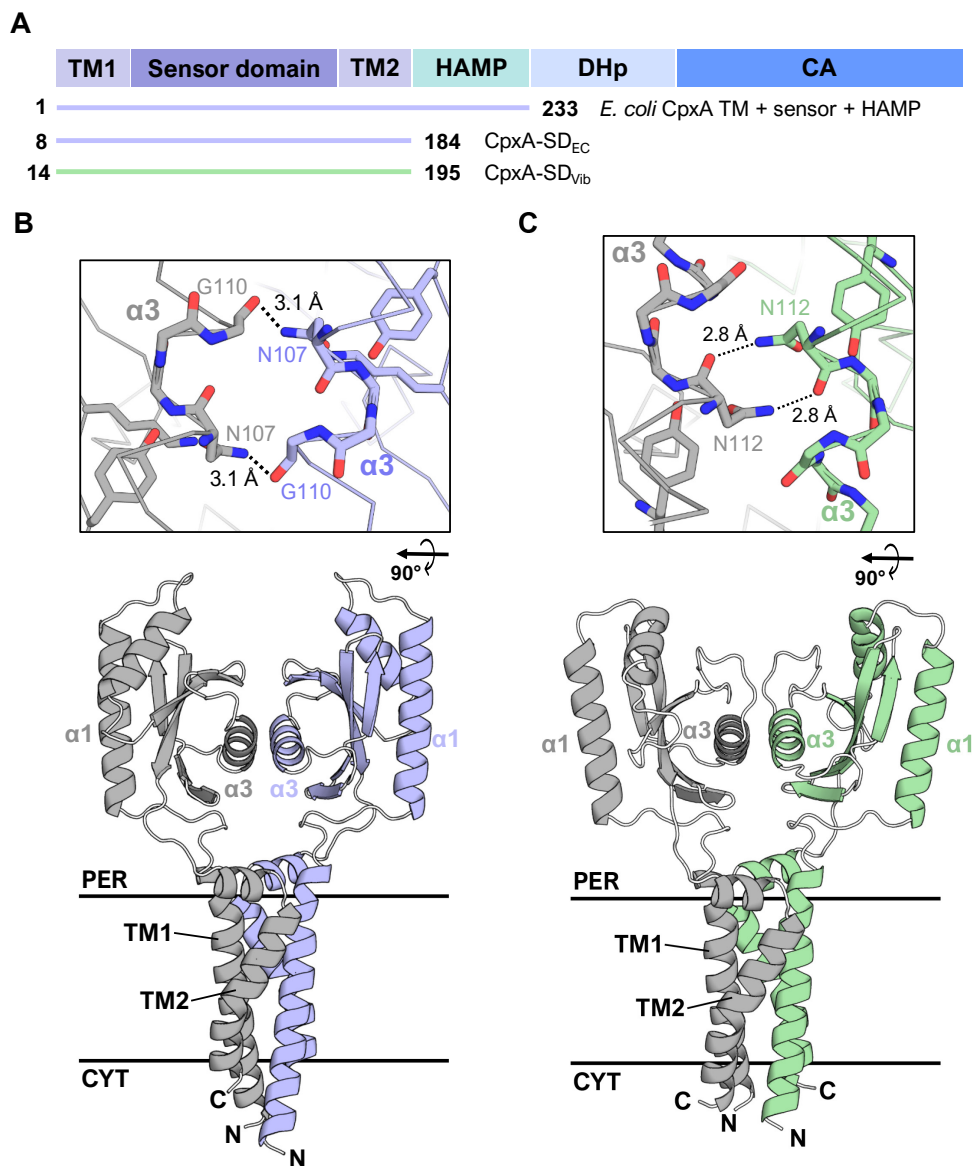 A
TM1 Sensor domain TM2 HAMP DHp CA
1 233 E. coli CpxA TM + sensor + HAMP
8 184 CpxA-SDEC
14 195 CpxA-SDVib
B
α3
G110
3.1 Å
N107
N107
3.1 Å
G110
α3
90°
α1
α3
α3
α1
PER
TM1
TM2
CYT
C
N
N
C
α3
N112
2.8 Å
2.8 Å
N112
α3
90°
α1
α3
α3
α1
PER
TM1
TM2
CYT
C
C
N
N